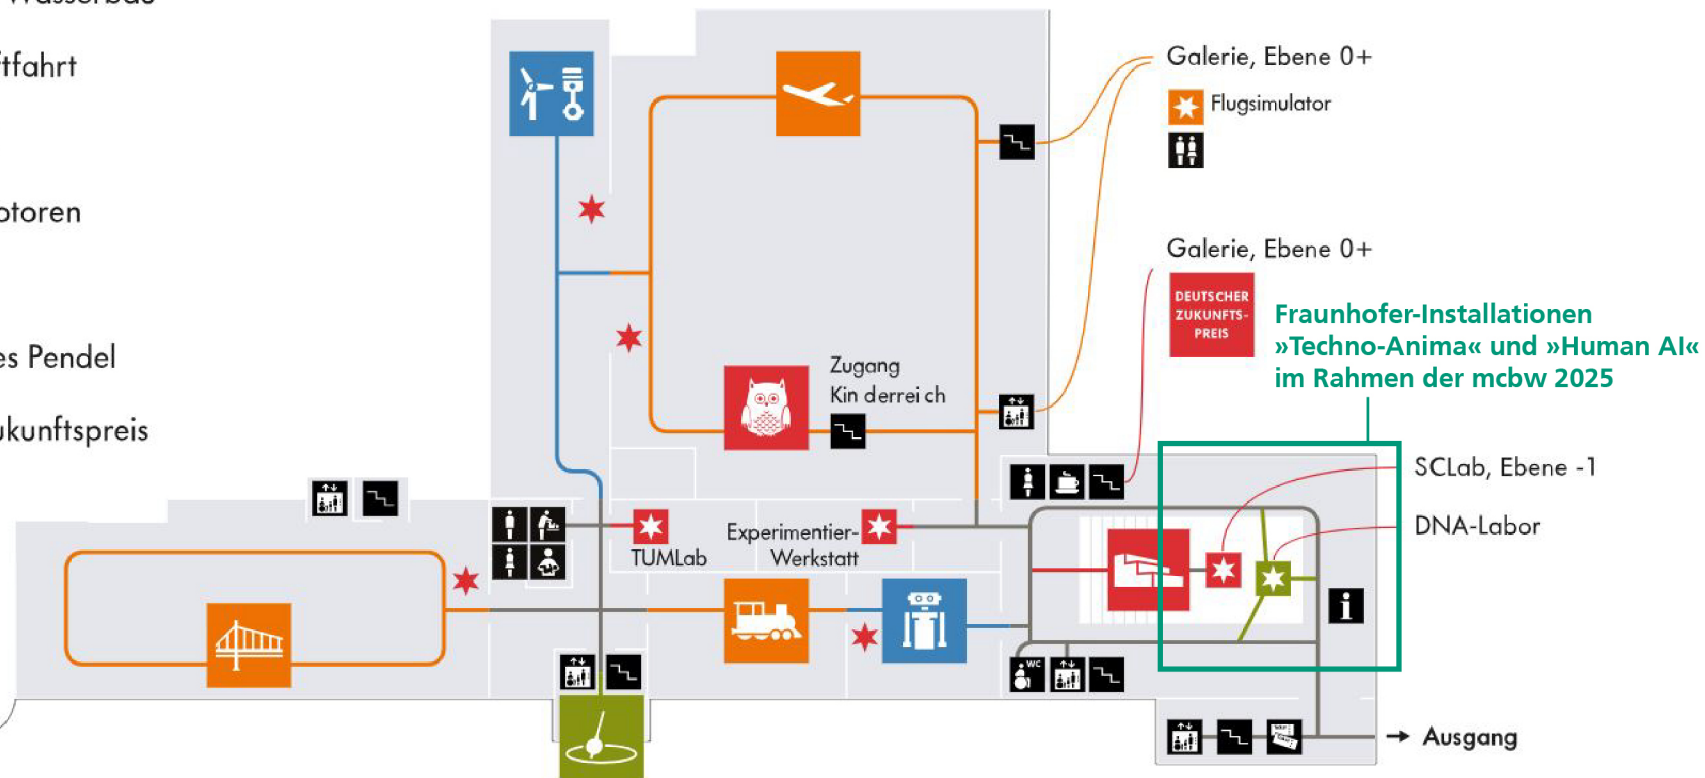 Wasserbau
ftfahrt
otoren
es Pendel
ukunftspreis
Galerie, Ebene 0+
Flugsimulator
Galerie, Ebene 0+
DEUTSCHER
ZUKUNFTS-
PREIS
Fraunhofer-Installationen
»Techno-Anima« und »Human AI«
im Rahmen der mcbw 2025
Zugang
Kin derrei ch
SCLab, Ebene -1
DNA-Labor
TUMLab
Experimentier-
Werkstatt
i
WC
→ Ausgang